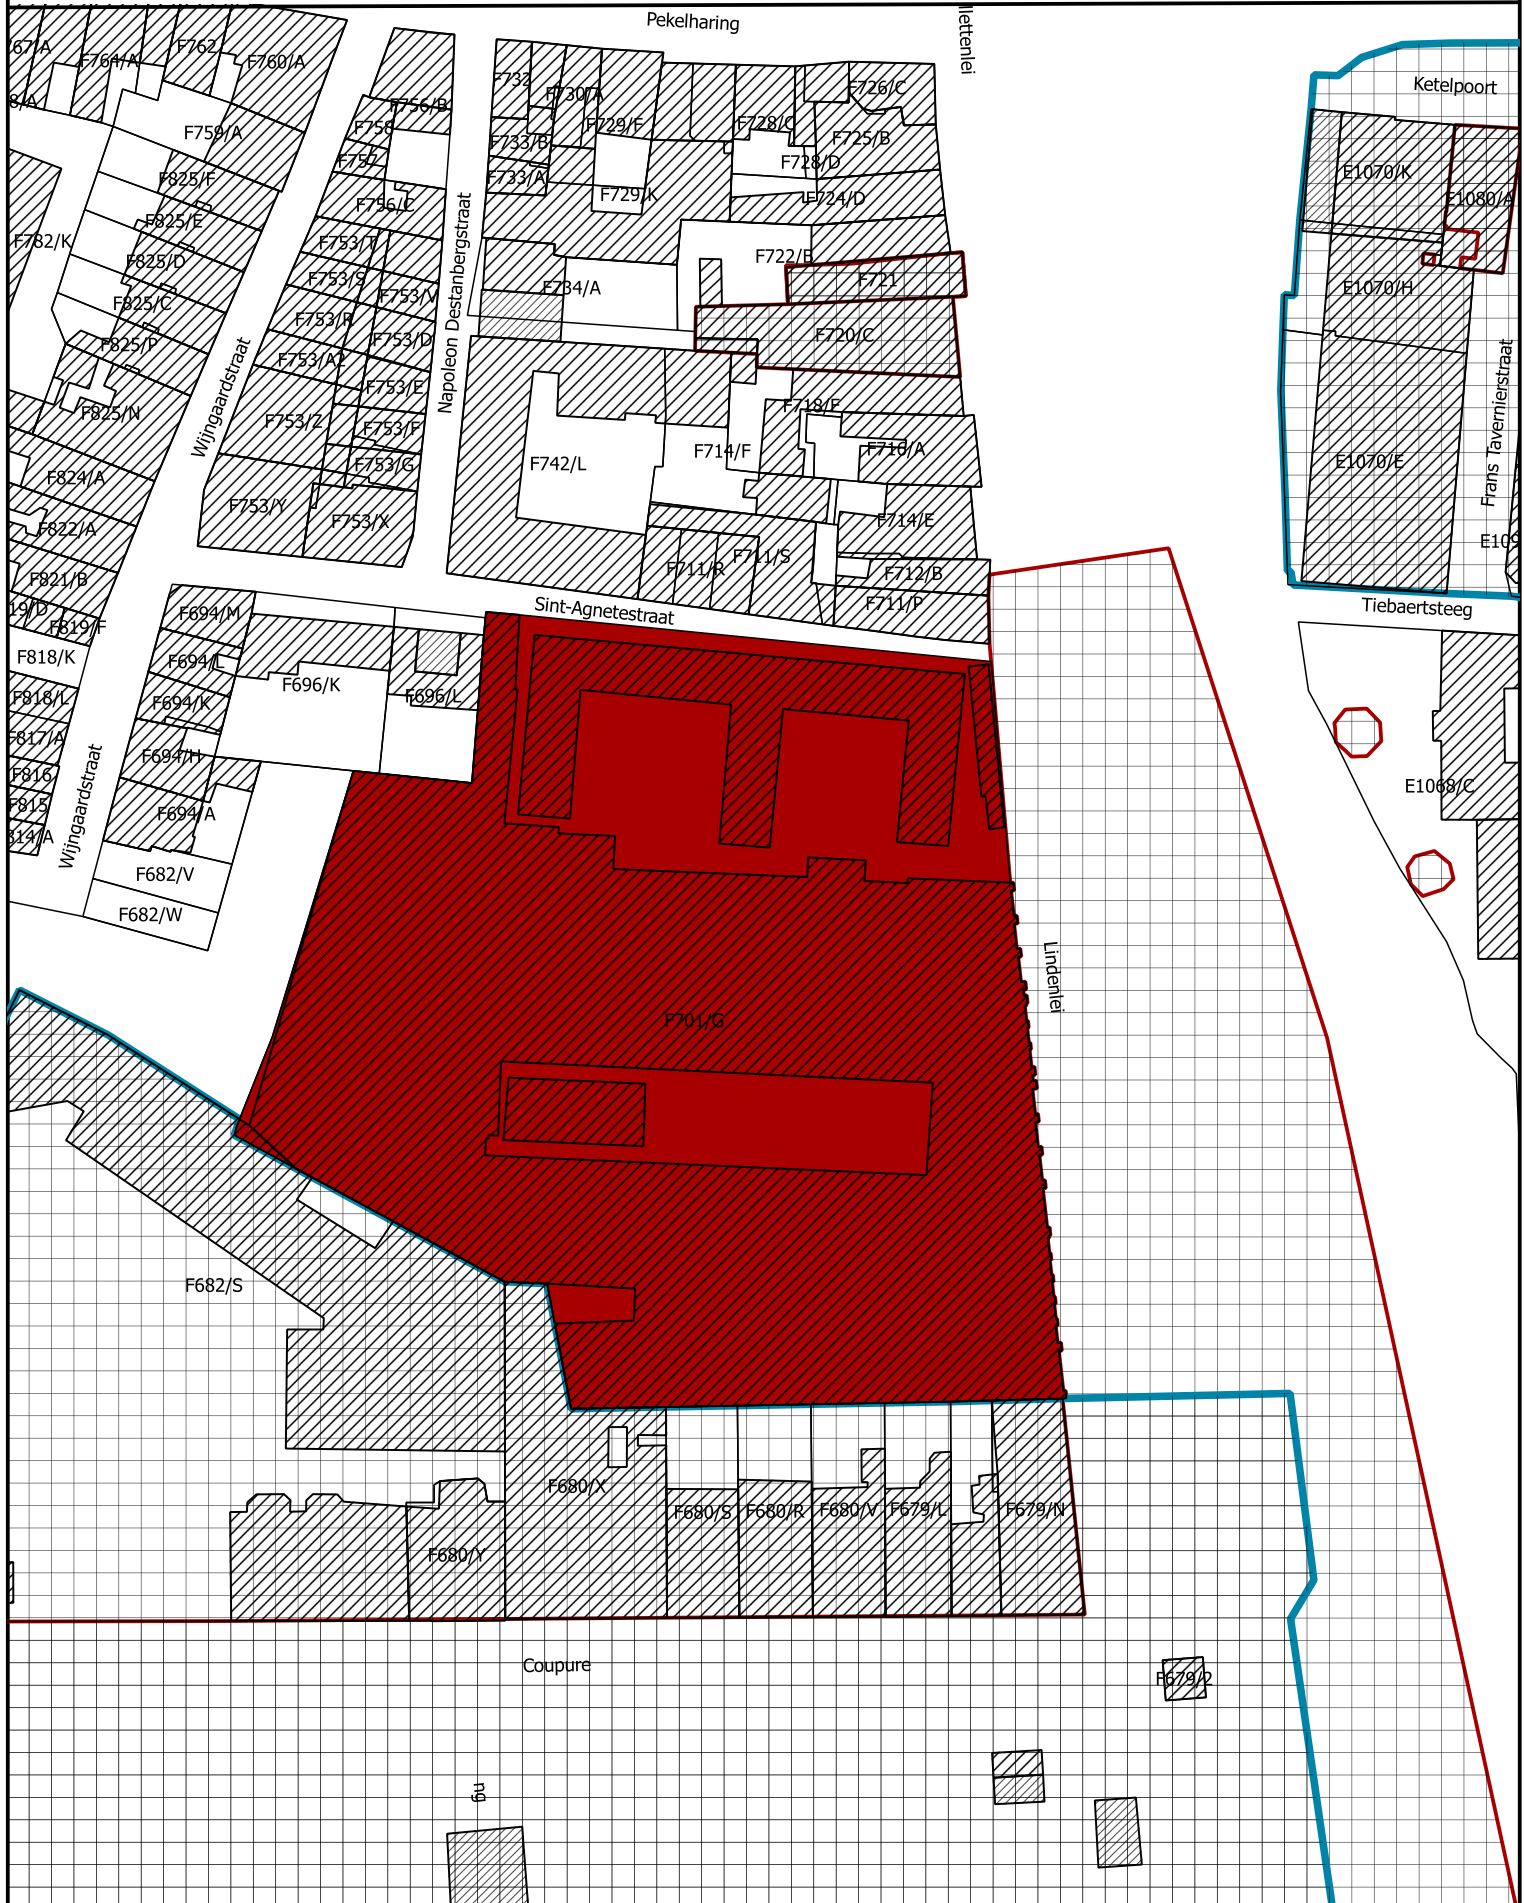 Pekelharing
F762
F764/A
F760/A
F732
F730/A
F726/C
Ketelpoort
F756/B
F758
F759/A
F729/F
F728/C
F725/B
F733/B
F757
F728/D
E1070/K
F825/F
F733/A
F729/K
F724/D
E1080/A
F756/C
F825/E
F782/K
F753/T
F722/B
F825/D
F753/S
F734/A
F721
E1070/H
F825/C
F753/V
Napoleon Destanbergstraat
F753/R
F720/C
F825/P
F753/D
F753/A2
Wijngaardstraat
F753/E
F718/F
F825/N
F753/Z
F753/F
F714/F
F716/A
Frans Tavernierstraat
F742/L
F753/G
E1070/E
F824/A
F753/Y
F753/X
F714/E
F822/A
F711/S
F711/R
F712/B
F821/B
F711/P
Sint-Agnetestraat
Tiebaertsteeg
F694/M
F819/F
F818/K
F694/L
F696/K
F696/L
F818/L
F694/K
F817/A
F694/H
F816
E1068/C
F815
F694/A
Wijngaardstraat
F682/V
F682/W
Lindenlei
F701/G
F682/S
F680/X
F680/S
F680/R
F680/V
F679/L
F679/N
F680/Y
Coupure
F679/2
ng